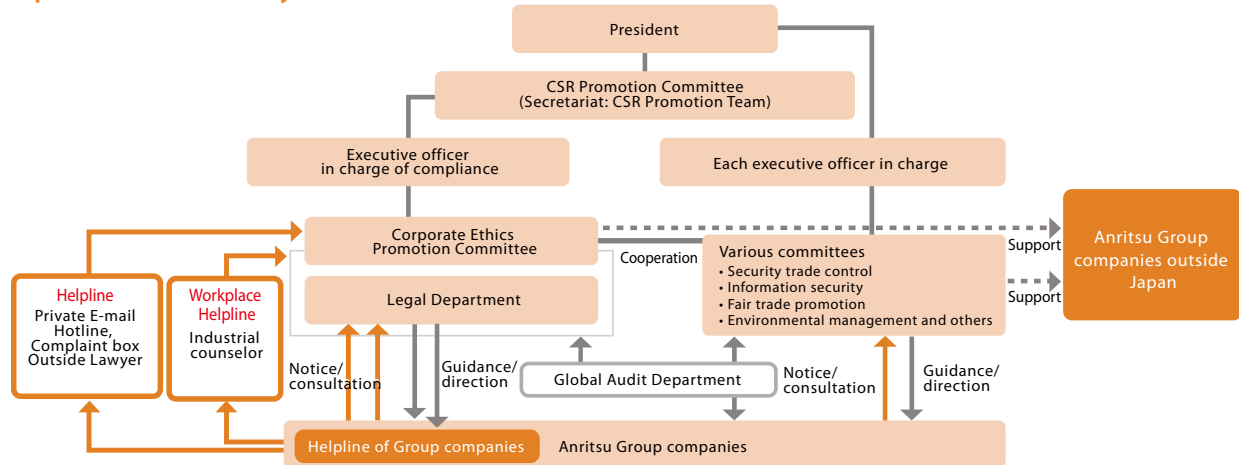 President
CSR Promotion Committee
(Secretariat: CSR Promotion Team)
Executive officer
in charge of compliance
Each executive officer in charge
Corporate Ethics
Promotion Committee
Cooperation
Various committees
• Security trade control
• Information security
• Fair trade promotion
• Environmental management and others
Support
Support
Anritsu Group
companies outside
Japan
Legal Department
Helpline
Private E-mail
Hotline,
Complaint box
Outside Lawyer
Workplace
Helpline
Industrial
counselor
Notice/
consultation
Guidance/
direction
Global Audit Department
Notice/
consultation
Guidance/
direction
Helpline of Group companies
Anritsu Group companies